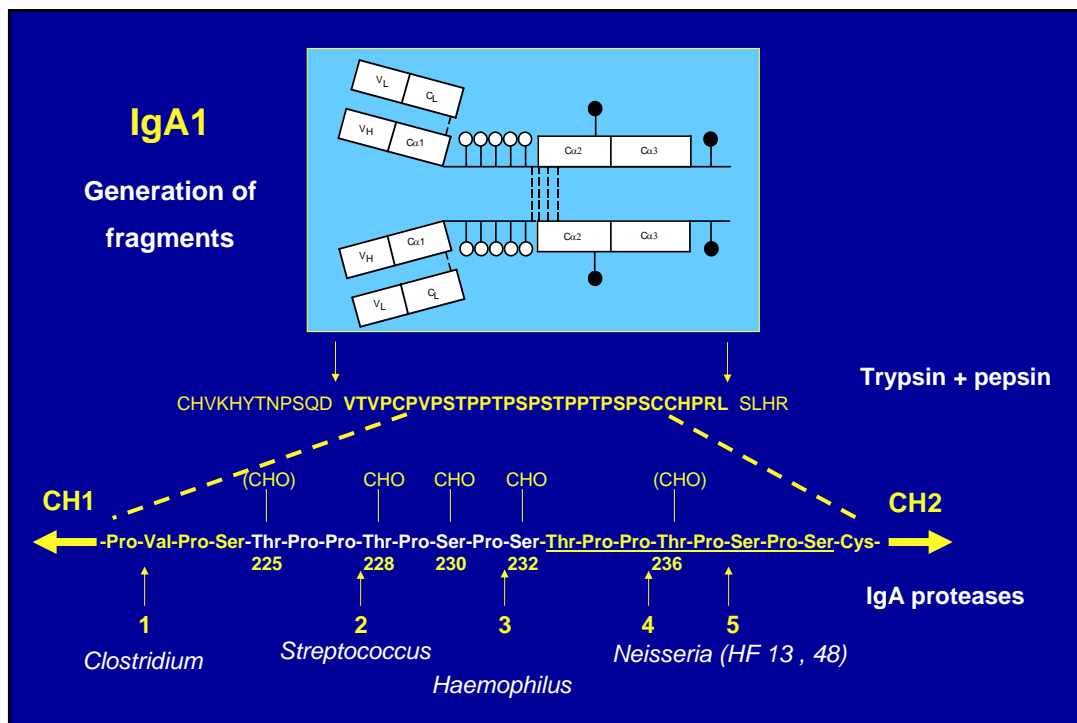 IgA1
Generation of
fragments
VL CL
VH Cα1
Cα2 Cα3
Cα2 Cα3
VH Cα1
VL CL
Trypsin + pepsin
CHVKHYTNPSQD VTVPCPVPSTPPTPSPSTPPTPSPSCCHPRL SLHR
(CHO) CHO CHO CHO (CHO)
CH1 CH2
-Pro-Val-Pro-Ser-Thr-Pro-Pro-Thr-Pro-Ser-Pro-Ser-Thr-Pro-Pro-Thr-Pro-Ser-Pro-Ser-Cys-
225 228 230 232 236
IgA proteases
1 2 3 4 5
Clostridium Streptococcus Neisseria (HF 13 , 48)
Haemophilus